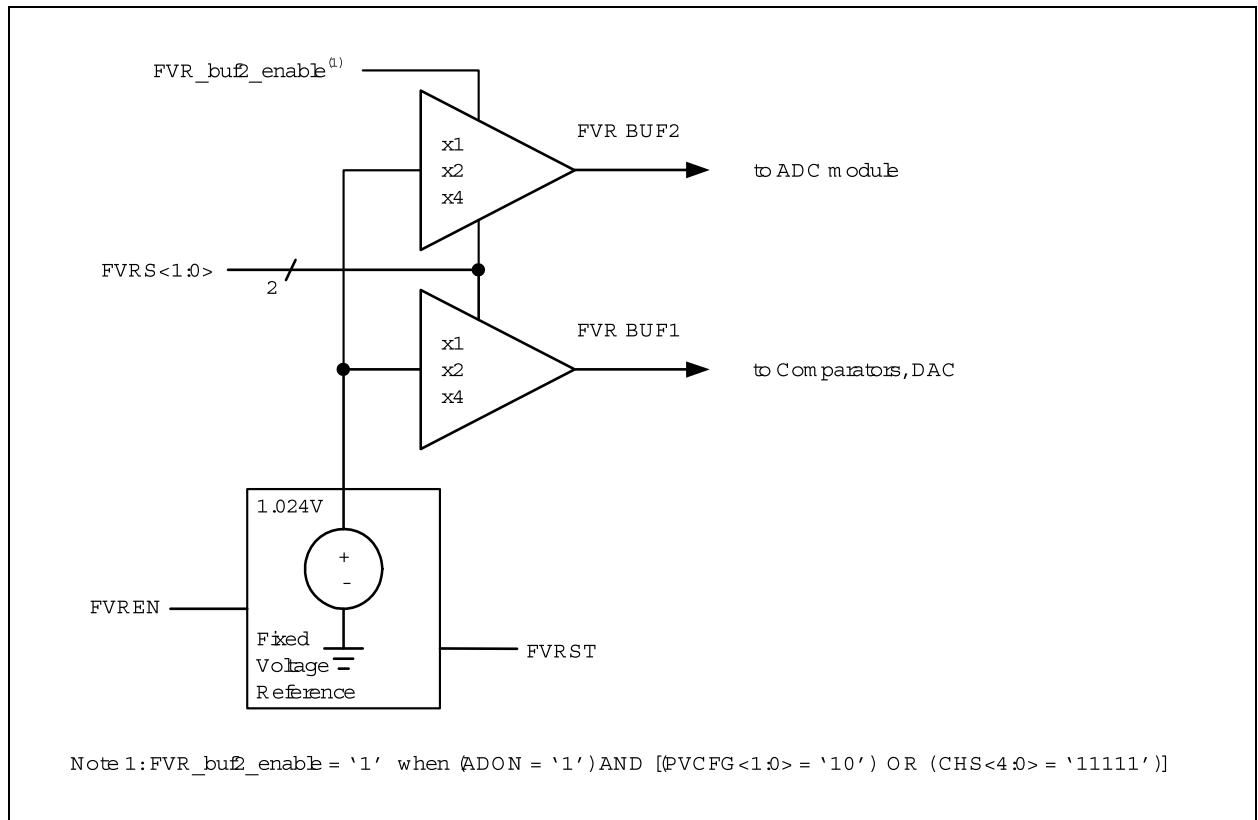 FVR_buf2_enable(1)
x1
x2
x4
FVR BUF2
to ADC module
FVRS<1:0>
2
x1
x2
x4
FVR BUF1
to Comparators, DAC
1.024V
+
-
FVREN
Fixed
Voltage
Reference
FVRST
Note 1: FVR_buf2_enable = ‘1’ when (ADON = ‘1’) AND [(PVCFG<1:0> = ‘10’) OR (CHS<4:0> = ‘11111’)]